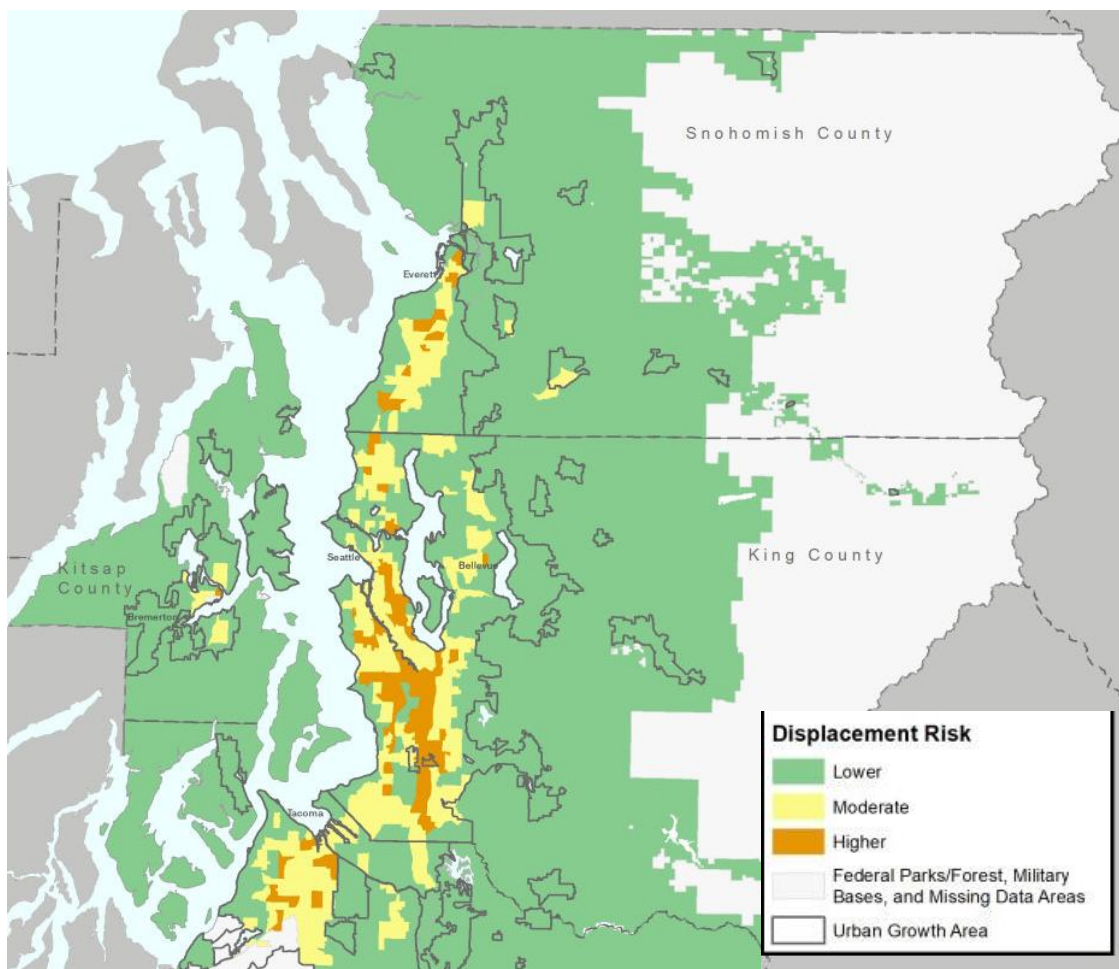 Snohomish County
Everett
King County
Seattle
Bellevue
Kitsap
County
Bremerton
Tacoma
Displacement Risk
Lower
Moderate
Higher
Federal Parks/Forest, Military
Bases, and Missing Data Areas
Urban Growth Area